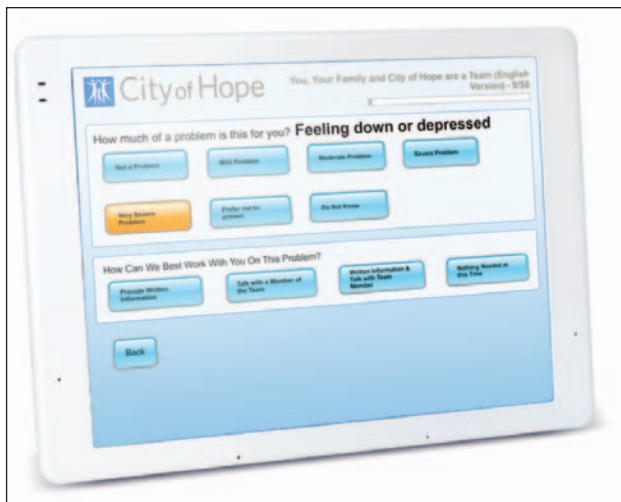 City of Hope
You, Your Family and City of Hope are a Team (English
Version) - 9/58
How much of a problem is this for you? Feeling down or depressed
Not a Problem
Mild Problem
Moderate Problem
Severe Problem
Very Severe
Problem
Prefer not to
answer
Do Not Know
How Can We Best Work With You On This Problem?
Provide Written
Information
Talk with a Member of
the Team
Written Information &
Talk with Team
Member
Nothing Needed at
this Time
Back